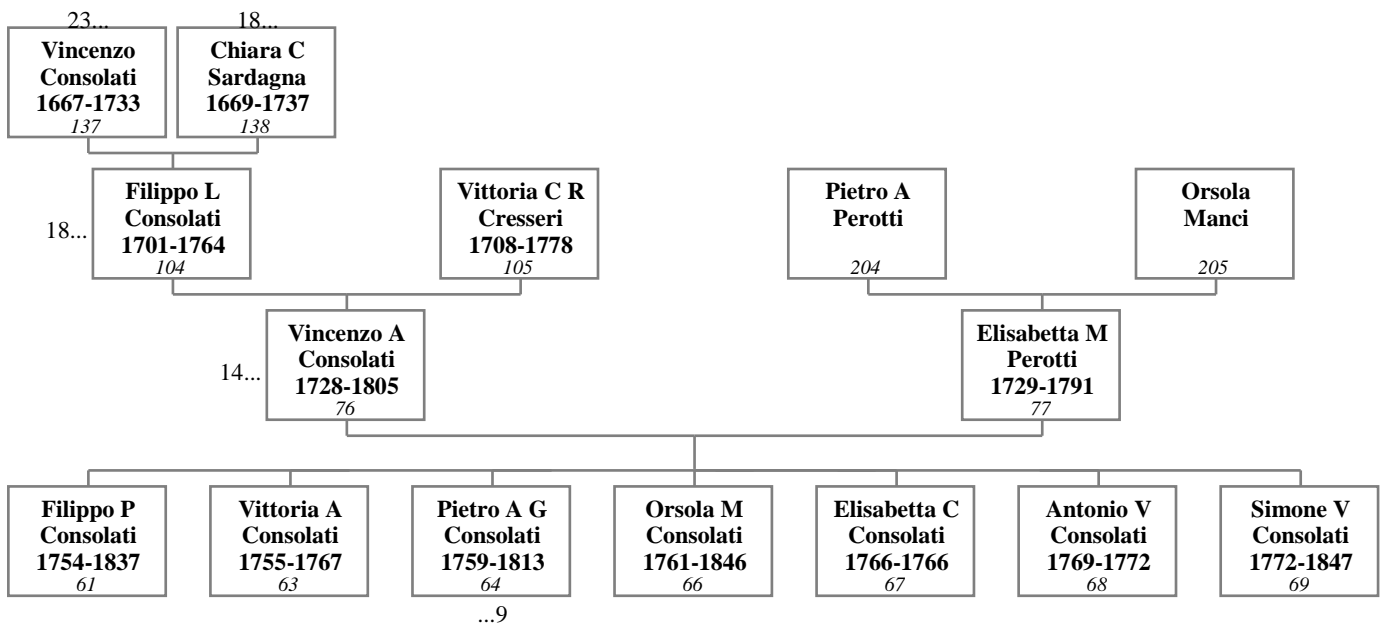 23...
18...
Vincenzo
Consolati
1667-1733
137
Chiara C
Sardagna
1669-1737
138
18...
Filippo L
Consolati
1701-1764
104
Vittoria C R
Cresseri
1708-1778
105
Pietro A
Perotti
204
Orsola
Manci
205
14...
Vincenzo A
Consolati
1728-1805
76
Elisabetta M
Perotti
1729-1791
77
Filippo P
Consolati
1754-1837
61
Vittoria A
Consolati
1755-1767
63
Pietro A G
Consolati
1759-1813
64
Orsola M
Consolati
1761-1846
66
Elisabetta C
Consolati
1766-1766
67
Antonio V
Consolati
1769-1772
68
Simone V
Consolati
1772-1847
69
...9